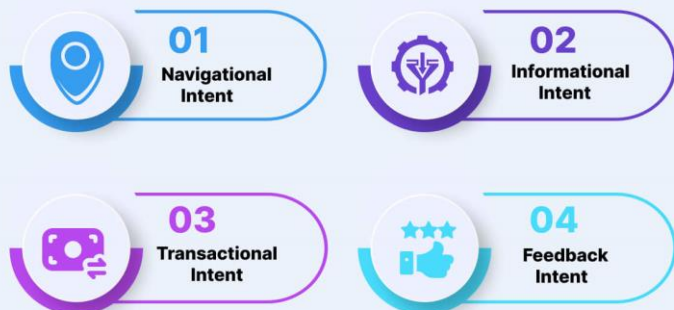 01
Navigational
Intent
02
Informational
Intent
03
Transactional
Intent
04
Feedback
Intent